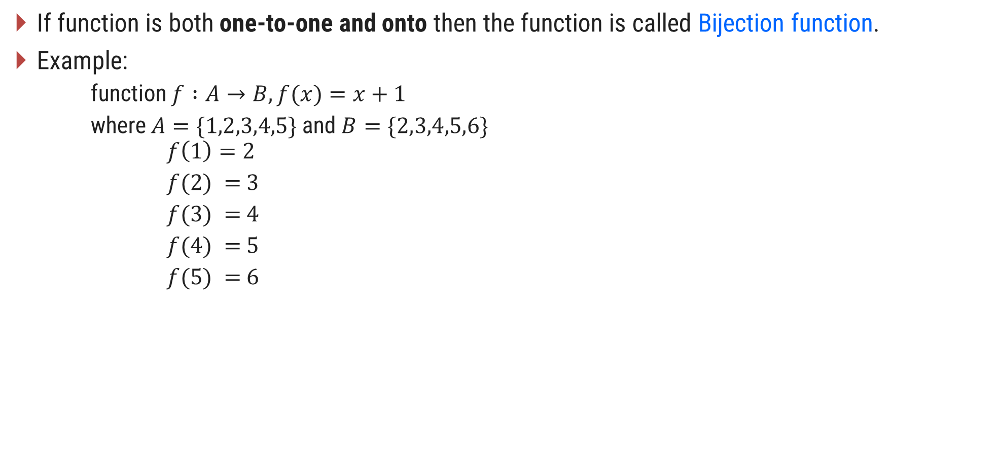 If function is both one-to-one and onto then the function is called Bijection function.
Example:
function f : A → B, f(x) = x + 1
where A = {1,2,3,4,5} and B = {2,3,4,5,6}
f(1) = 2
f(2) = 3
f(3) = 4
f(4) = 5
f(5) = 6